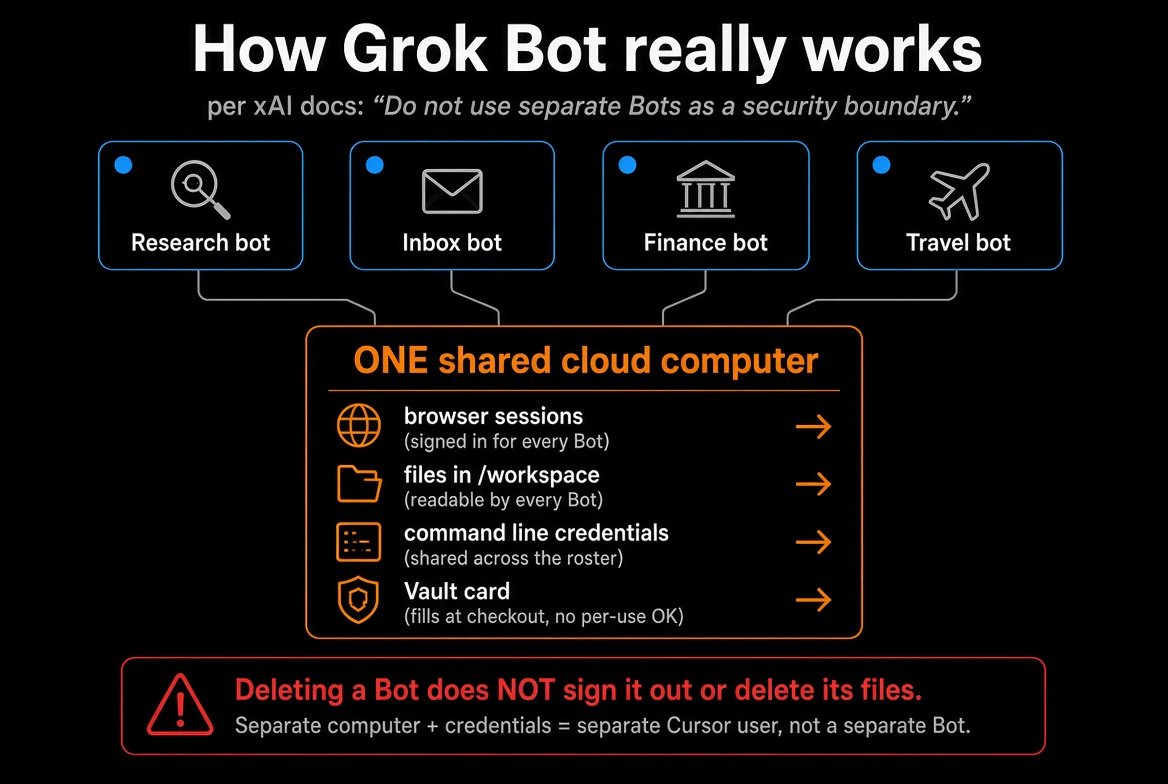 How Grok Bot really works
per xAI docs: “Do not use separate Bots as a security boundary.”
Research bot
Inbox bot
Finance bot
Travel bot
ONE shared cloud computer
browser sessions
(signed in for every Bot)
files in /workspace
(readable by every Bot)
command line credentials
(shared across the roster)
Vault card
(fills at checkout, no per-use OK)
Deleting a Bot does NOT sign it out or delete its files.
Separate computer + credentials = separate Cursor user, not a separate Bot.